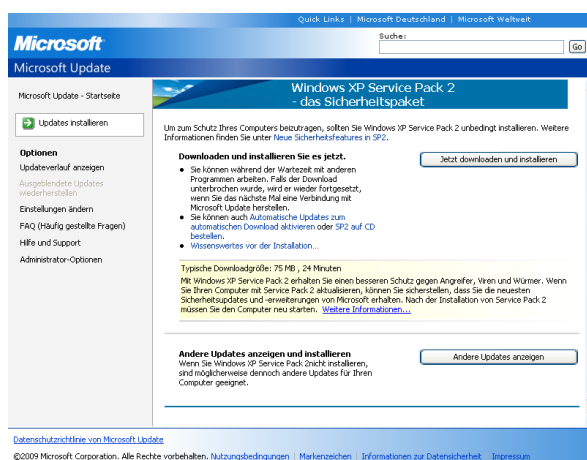 Quick Links | Microsoft Deutschland | Microsoft Weltweit
Microsoft
Suche:
Go
Microsoft Update
Microsoft Update - Startseite
Updates installieren
Optionen
Updateverlauf anzeigen
Ausgeblendete Updates
wiederherstellen
Einstellungen ändern
FAQ (Häufig gestellte Fragen)
Hilfe und Support
Administrator-Optionen
Windows XP Service Pack 2
- das Sicherheitspaket
Um zum Schutz Ihres Computers beizutragen, sollten Sie Windows XP Service Pack 2 unbedingt installieren. Weitere
Informationen finden Sie unter Neue Sicherheitsfeatures in SP2.
Downloaden und installieren Sie es jetzt.
Jetzt downloaden und installieren
• Sie können während der Wartezeit mit anderen
Programmen arbeiten. Falls der Download
unterbrochen wurde, wird er wieder fortgesetzt,
wenn Sie das nächste Mal eine Verbindung mit
Microsoft Update herstellen.
• Sie können auch Automatische Updates zum
automatischen Download aktivieren oder SP2 auf CD
bestellen.
• Wissenswertes vor der Installation...
Typische Downloadgröße: 75 MB , 24 Minuten
Mit Windows XP Service Pack 2 erhalten Sie einen besseren Schutz gegen Angreifer, Viren und Würmer. Wenn
Sie Ihren Computer mit Service Pack 2 aktualisieren, können Sie sicherstellen, dass Sie die neuesten
Sicherheitsupdates und -erweiterungen von Microsoft erhalten. Nach der Installation von Service Pack 2
müssen Sie den Computer neu starten. Weitere Informationen...
Andere Updates anzeigen und installieren
Andere Updates anzeigen
Wenn Sie Windows XP Service Pack 2nicht installieren,
sind möglicherweise dennoch andere Updates für Ihren
Computer geeignet.
Datenschutzrichtlinie von Microsoft Update
©2009 Microsoft Corporation. Alle Rechte vorbehalten. Nutzungsbedingungen | Markenzeichen | Informationen zur Datensicherheit Impressum